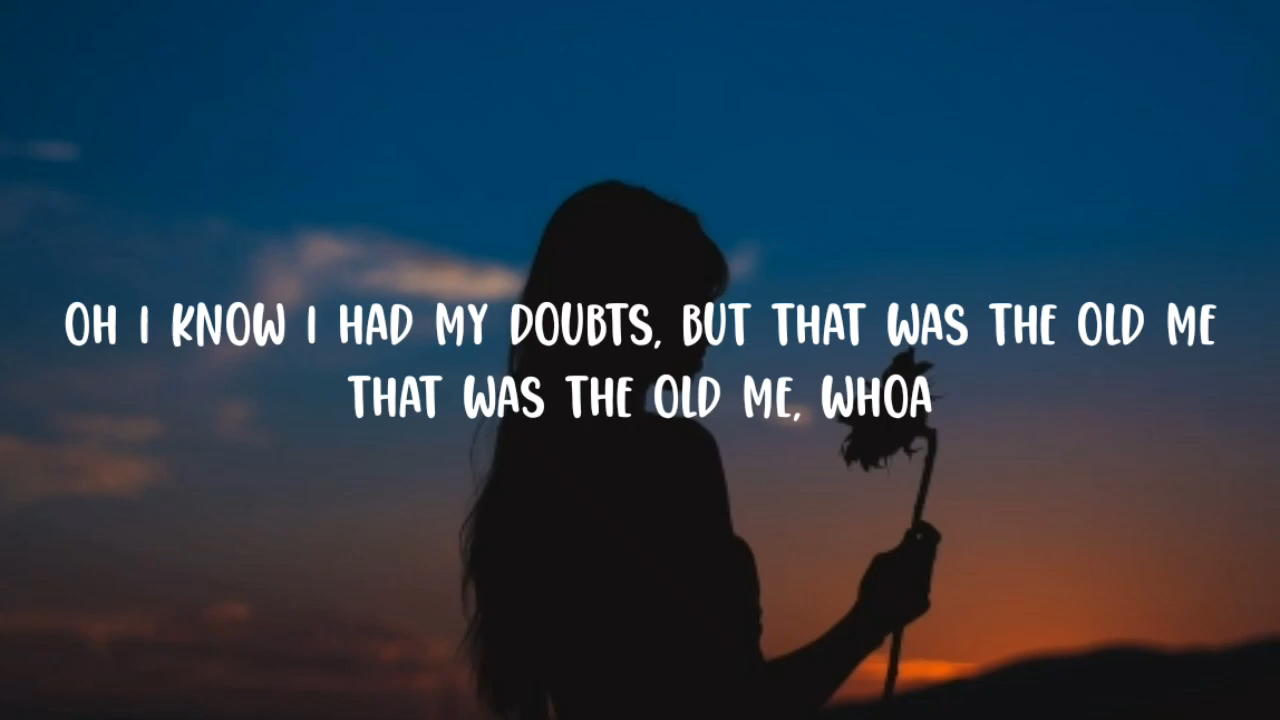 OH I KNOW I HAD MY DOUBTS, BUT THAT WAS THE OLD ME
THAT WAS THE OLD ME, WHOA